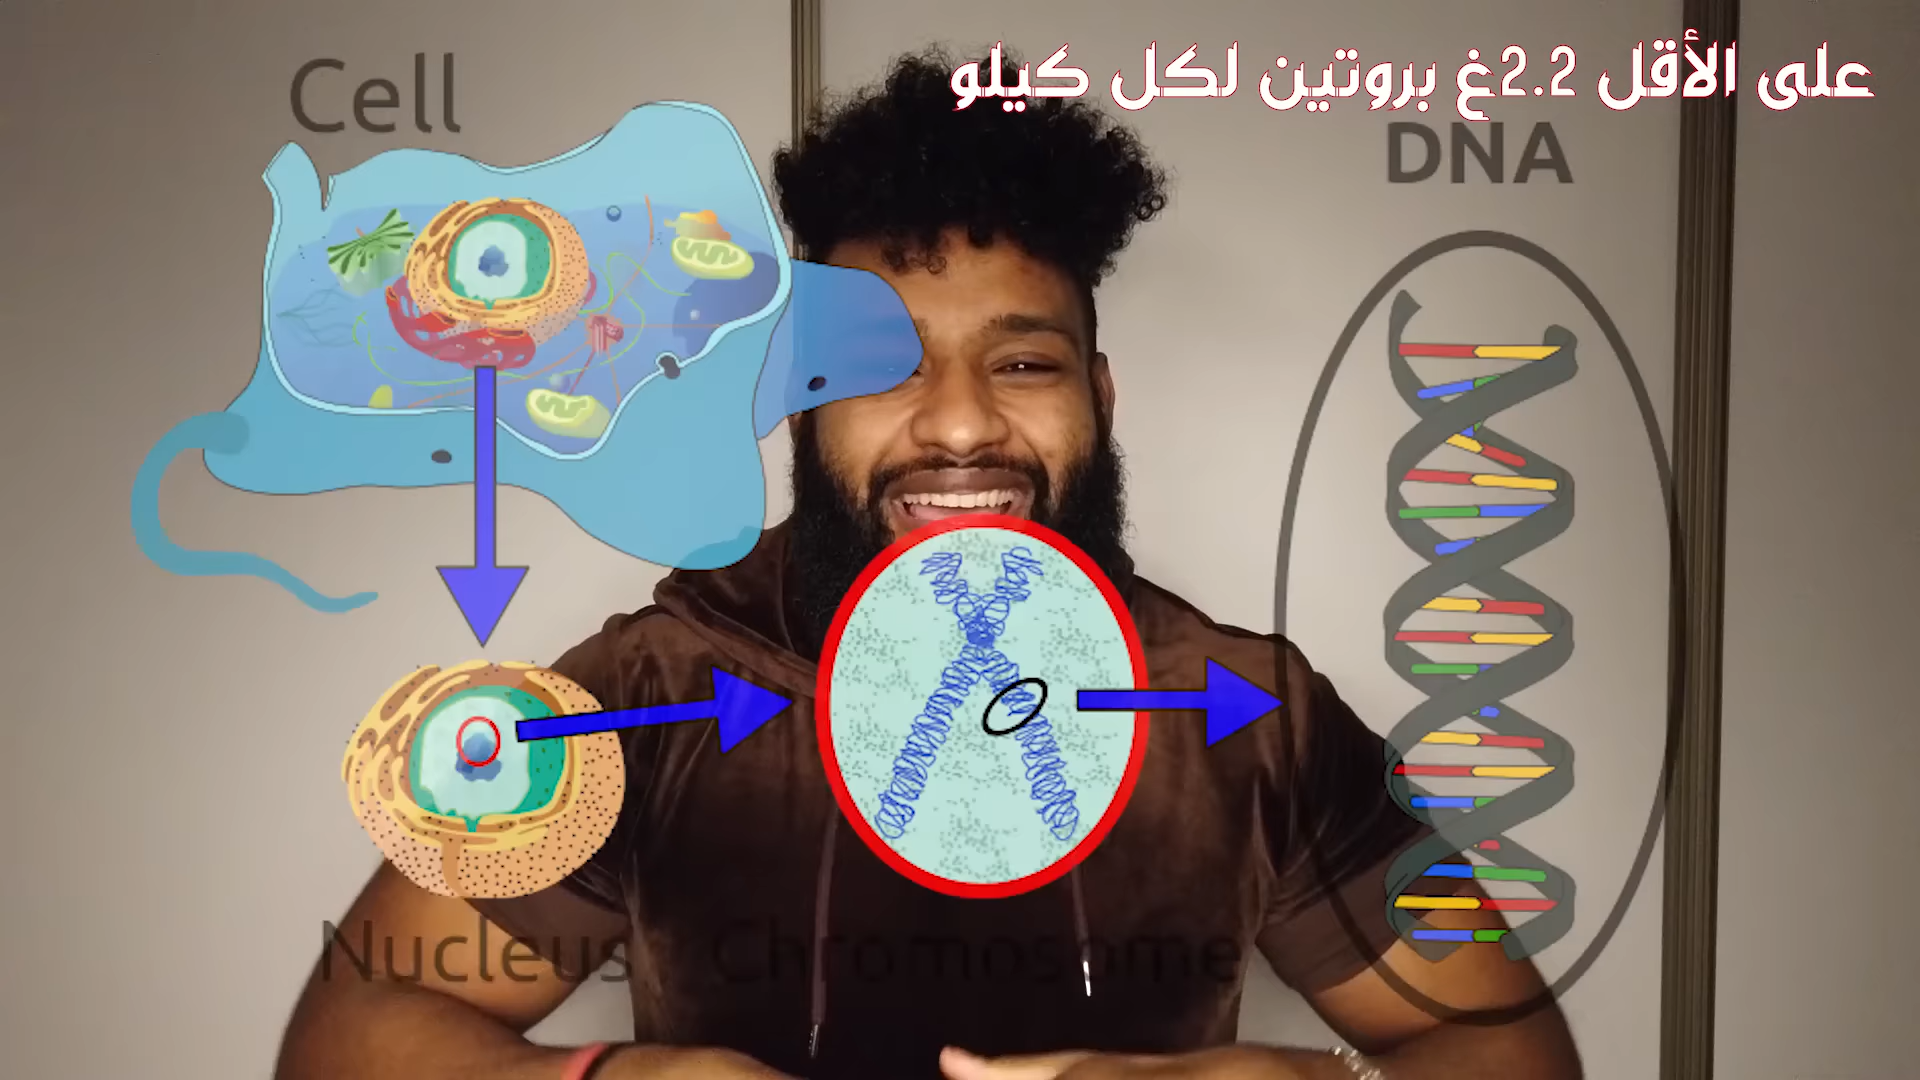 على الأقل 2.2غ بروتين لكل كيلو
Cell
DNA
Nucleus
Chromosome